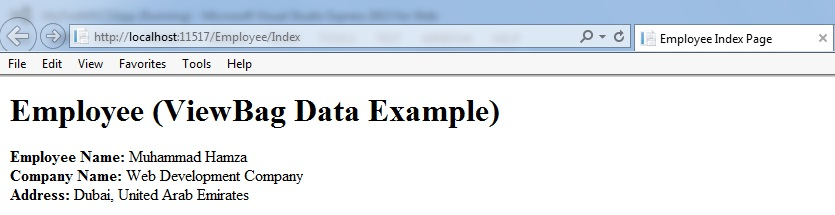 http://localhost:11517/Employee/Index
Employee Index Page
File Edit View Favorites Tools Help
Employee (ViewBag Data Example)
Employee Name: Muhammad Hamza
Company Name: Web Development Company
Address: Dubai, United Arab Emirates